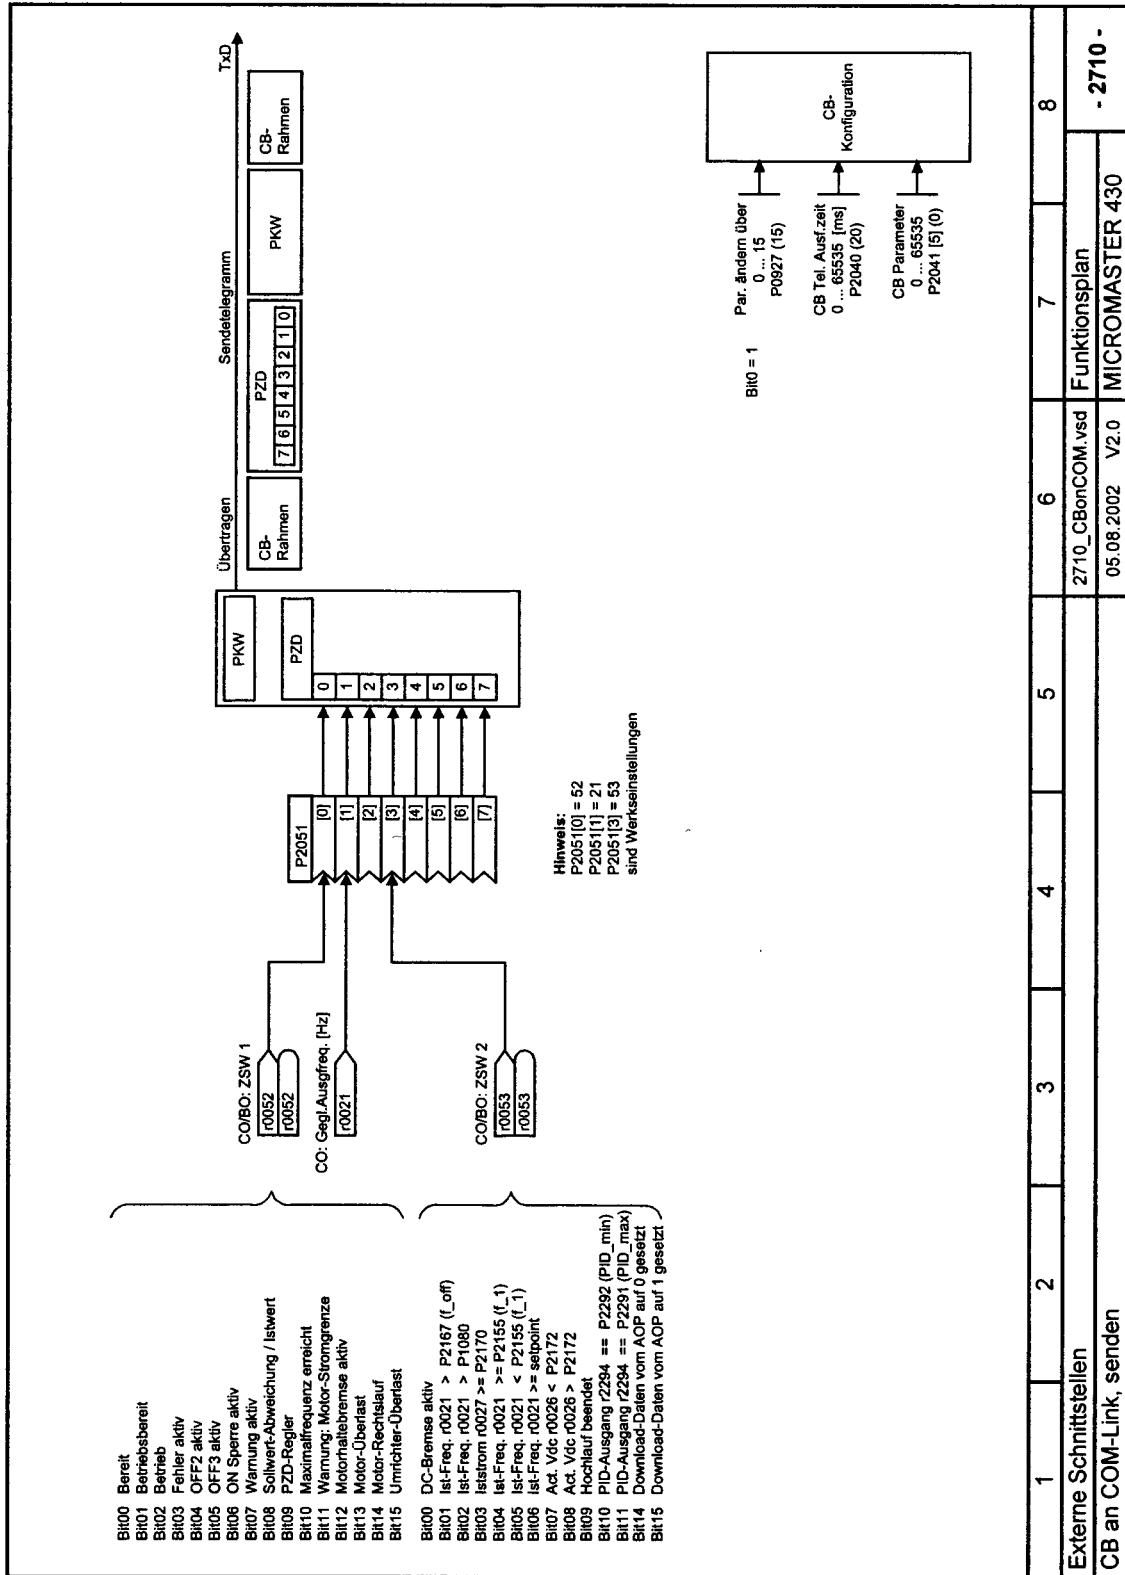 Bit00 Bereit
Bit01 Betriebsbereit
Bit02 Betrieb
Bit03 Fehler aktiv
Bit04 OFF2 aktiv
Bit05 OFF3 aktiv
Bit06 ON Sperre aktiv
Bit07 Warnung aktiv
Bit08 Sollwert-Abweichung / Istwert
Bit09 PZD-Regler
Bit10 Maximalfrequenz erreicht
Bit11 Warnung: Motor-Stromgrenze
Bit12 Motorhaltebremse aktiv
Bit13 Motor-Überlast
Bit14 Motor-Rechtslauf
Bit15 Umrichter-Überlast
Bit00 DC-Bremse aktiv
Bit01 Ist-Freq. r0021 > P2167 (f_off)
Bit02 Ist-Freq. r0021 > P1080
Bit03 Iststrom r0027 >= P2170
Bit04 Ist-Freq. r0021 >= P2155 (f_1)
Bit05 Ist-Freq. r0021 < P2155 (f_1)
Bit06 Ist-Freq. r0021 >= setpoint
Bit07 Act. Vdc r0026 < P2172
Bit08 Act. Vdc r0026 > P2172
Bit09 Hochlauf beendet
Bit10 PID-Ausgang r2294 == P2292 (PID_min)
Bit11 PID-Ausgang r2294 == P2291 (PID_max)
Bit14 Download-Daten vom AOP auf 0 gesetzt
Bit15 Download-Daten vom AOP auf 1 gesetzt
CO/BO: ZSW 1
r0052
r0052
CO: Gegl.Ausgfreq. [Hz]
r0021
CO/BO: ZSW 2
r0053
r0053
P2051
[0]
[1]
[2]
[3]
[4]
[5]
[6]
[7]
Hinweis:
P2051[0] = 52
P2051[1] = 21
P2051[3] = 53
sind Werkseinstellungen
PKW
PZD
0
1
2
3
4
5
6
7
Übertragen
Sendetelegramm
TxD
CB-
Rahmen
PZD
7 6 5 4 3 2 1 0
PKW
CB-
Rahmen
Bit0 = 1
Par. ändern über
0 ... 15
P0927 (15)
CB Tel. Ausf.zeit
0 ... 65535 [ms]
P2040 (20)
CB Parameter
0 ... 65535
P2041 [5] (0)
CB-
Konfiguration
1 2 3 4 5 6 7 8
Externe Schnittstellen
2710_CBonCOM.vsd
Funktionsplan
- 2710 -
CB an COM-Link, senden
05.08.2002 V2.0
MICROMASTER 430